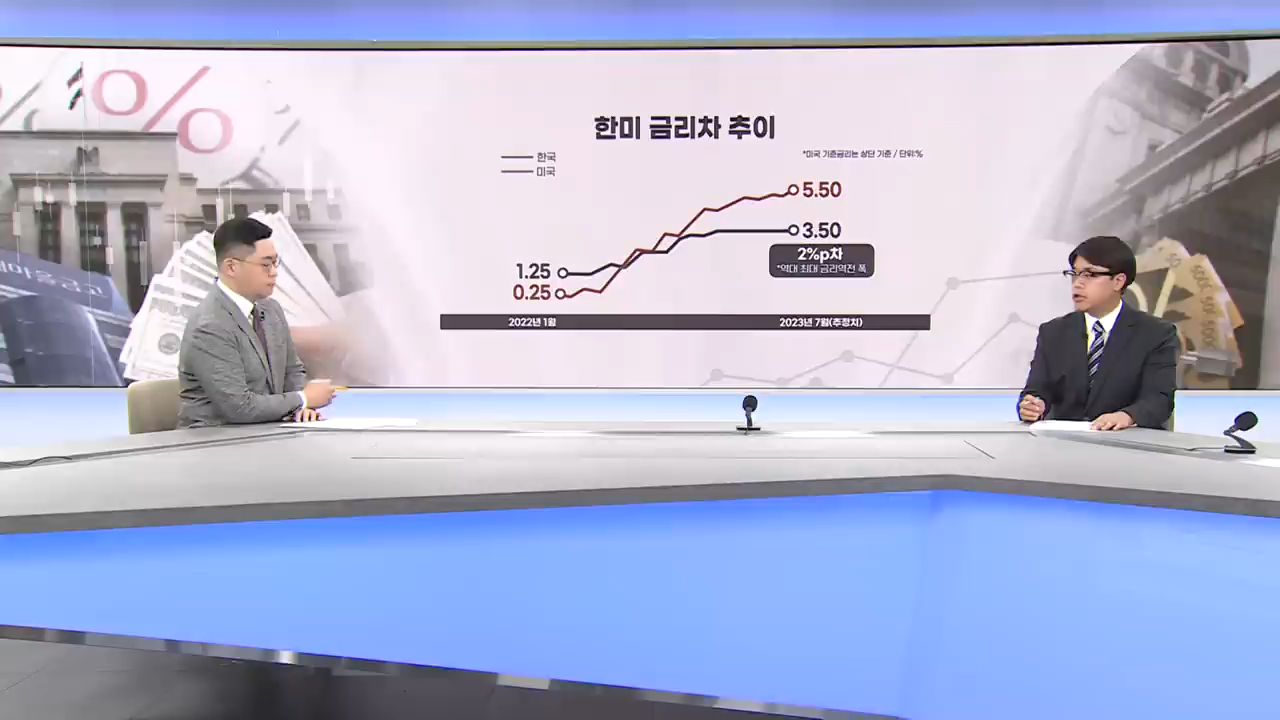 %
한미 금리차 추이
한국
미국
*미국 기준금리는 상단 기준 / 단위:%
5.50
3.50
2%p차
*역대 최대 금리역전 폭
1.25
0.25
2022년 1월
2023년 7월(추정치)